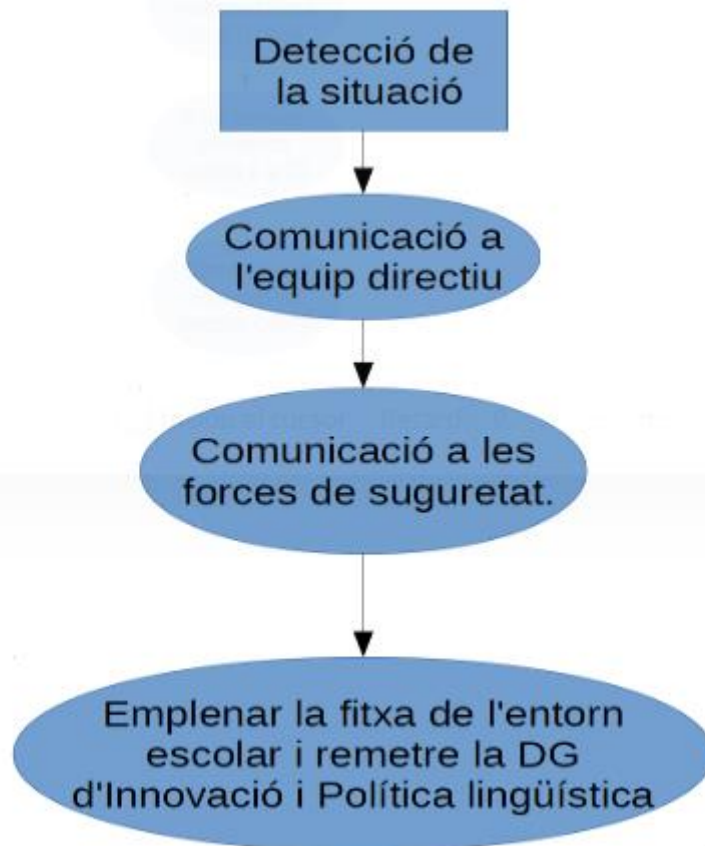 Detecció de
la situació
Comunicació a
l'equip directiu
Comunicació a les
forces de suguretat.
Emplenar la fitxa de l'entorn
escolar i remetre la DG
d'Innovació i Política lingüística